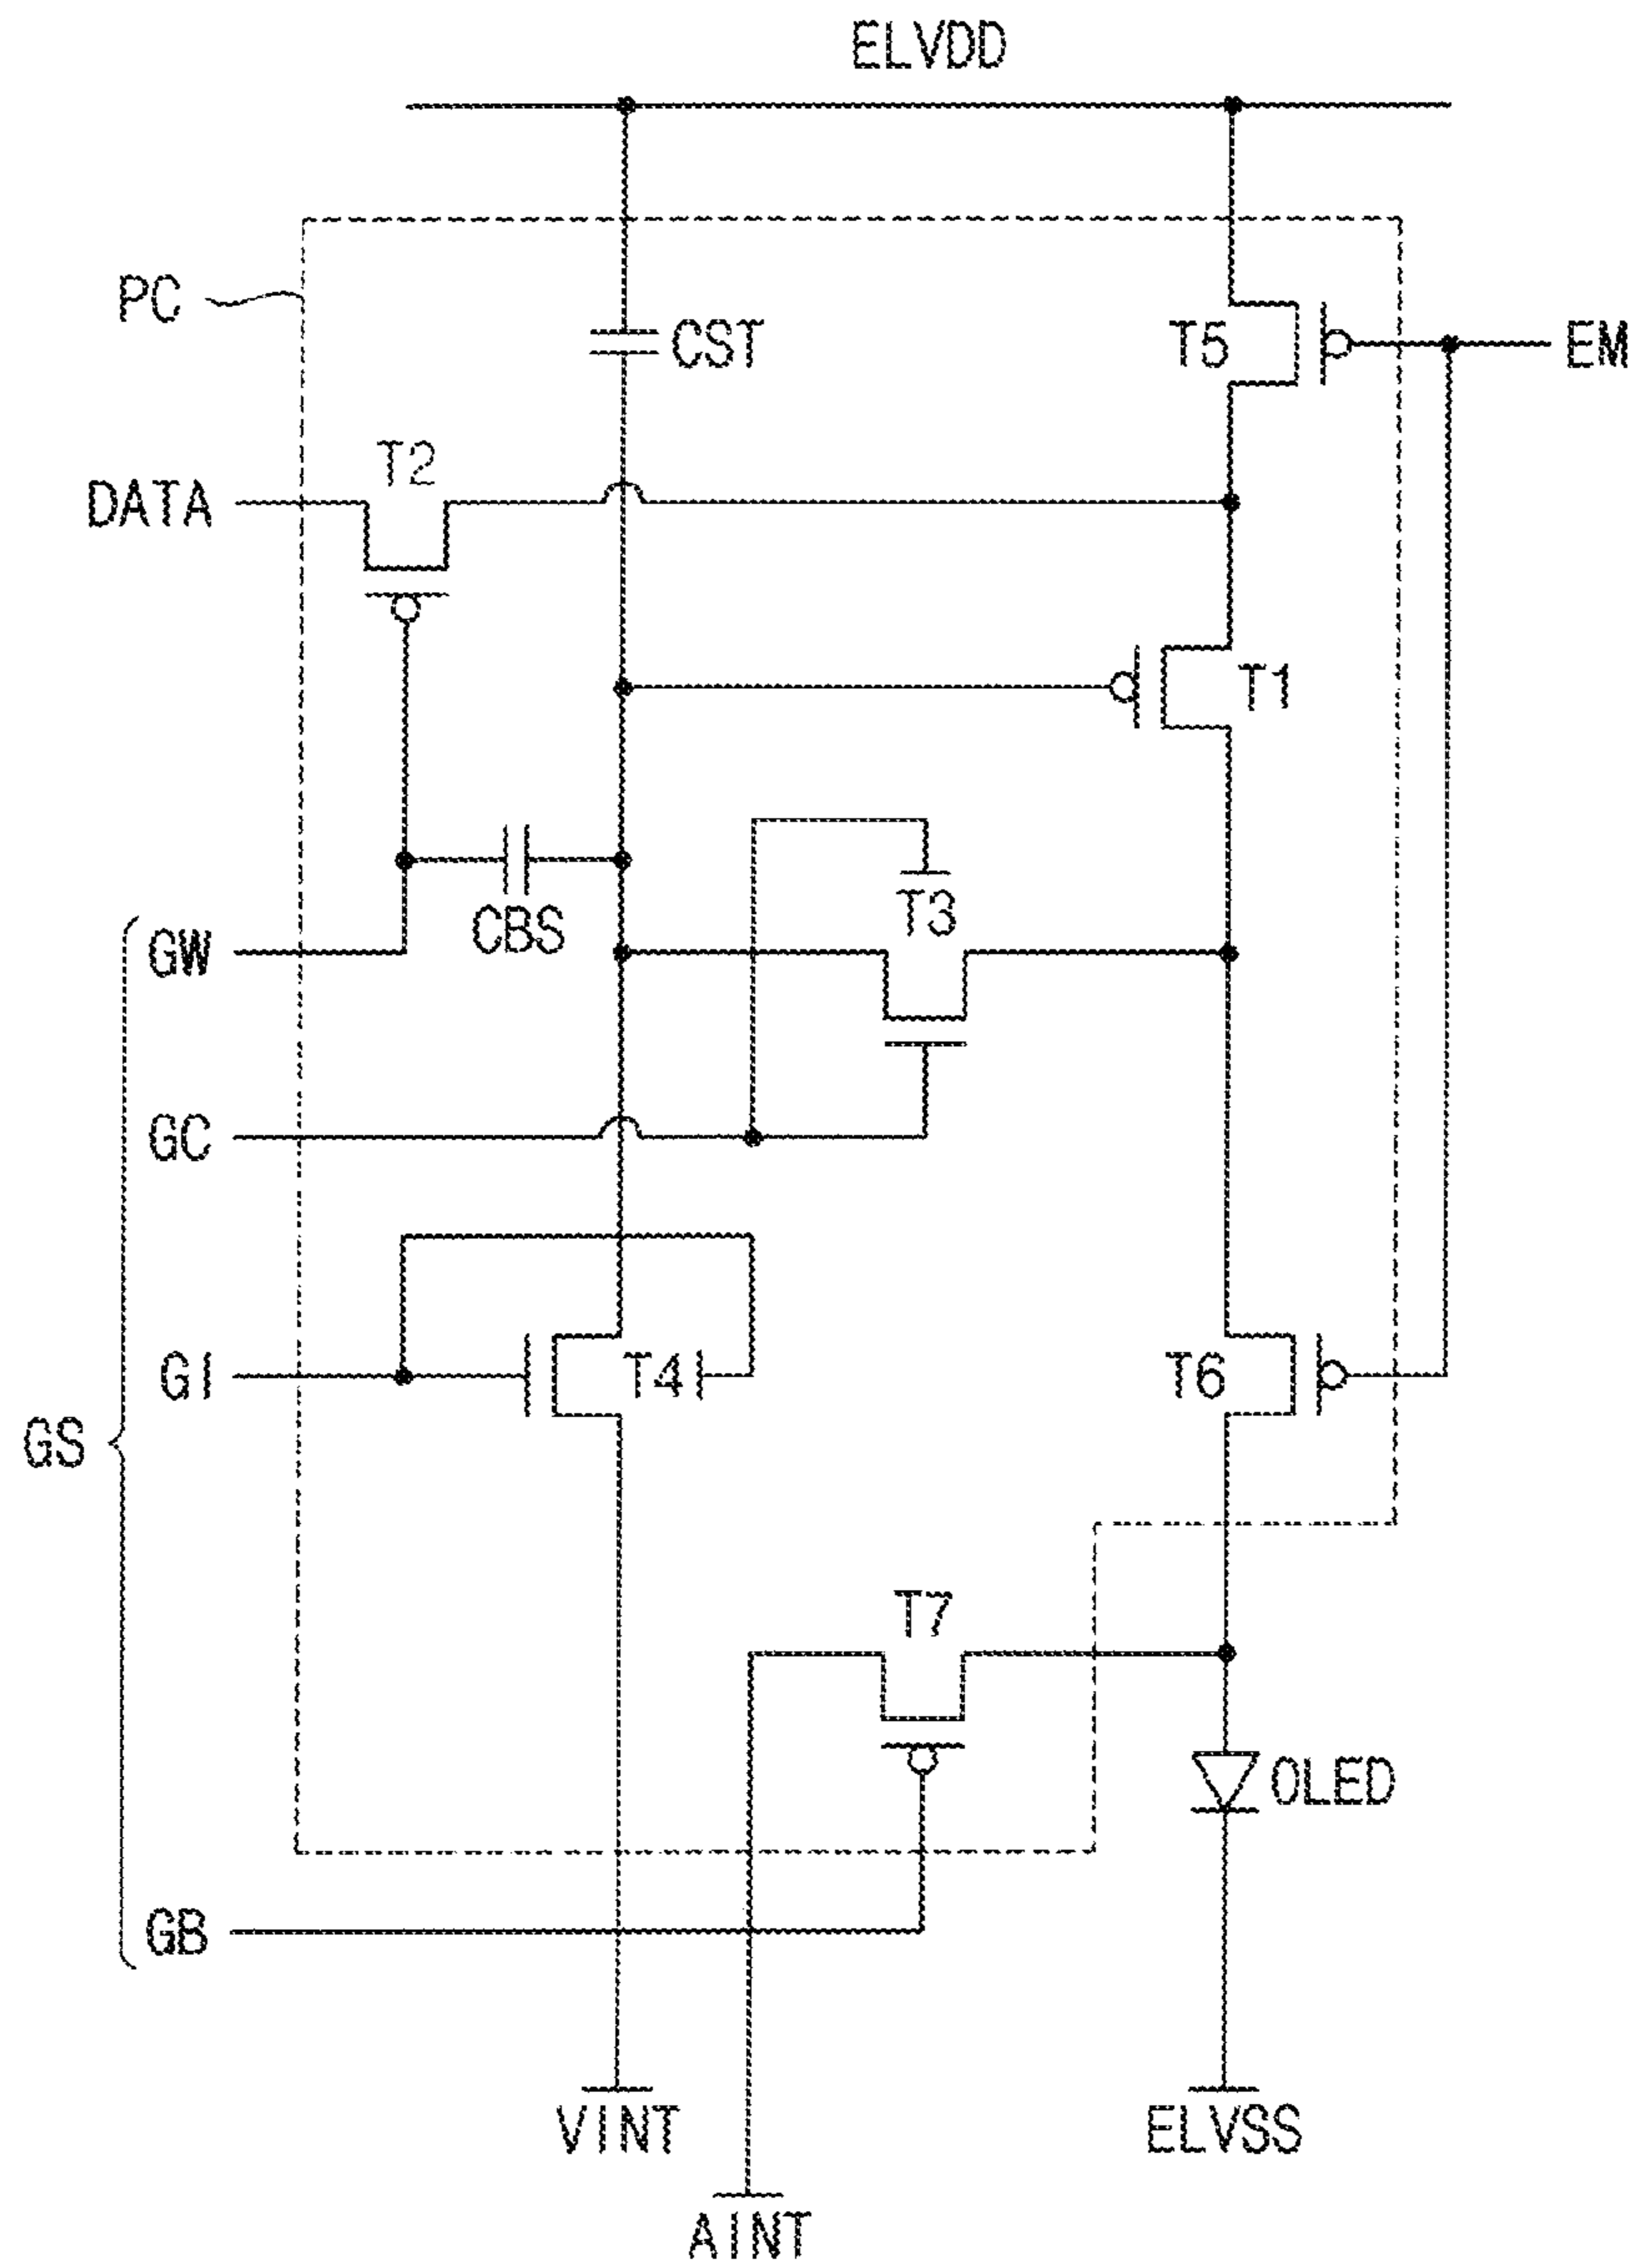 ELVDD
PC
CST
T5
EM
T2
DATA
T1
T3
CBS
GW
GC
T4
GI
T6
GS
T7
OLED
GB
VINT
ELVSS
AINT